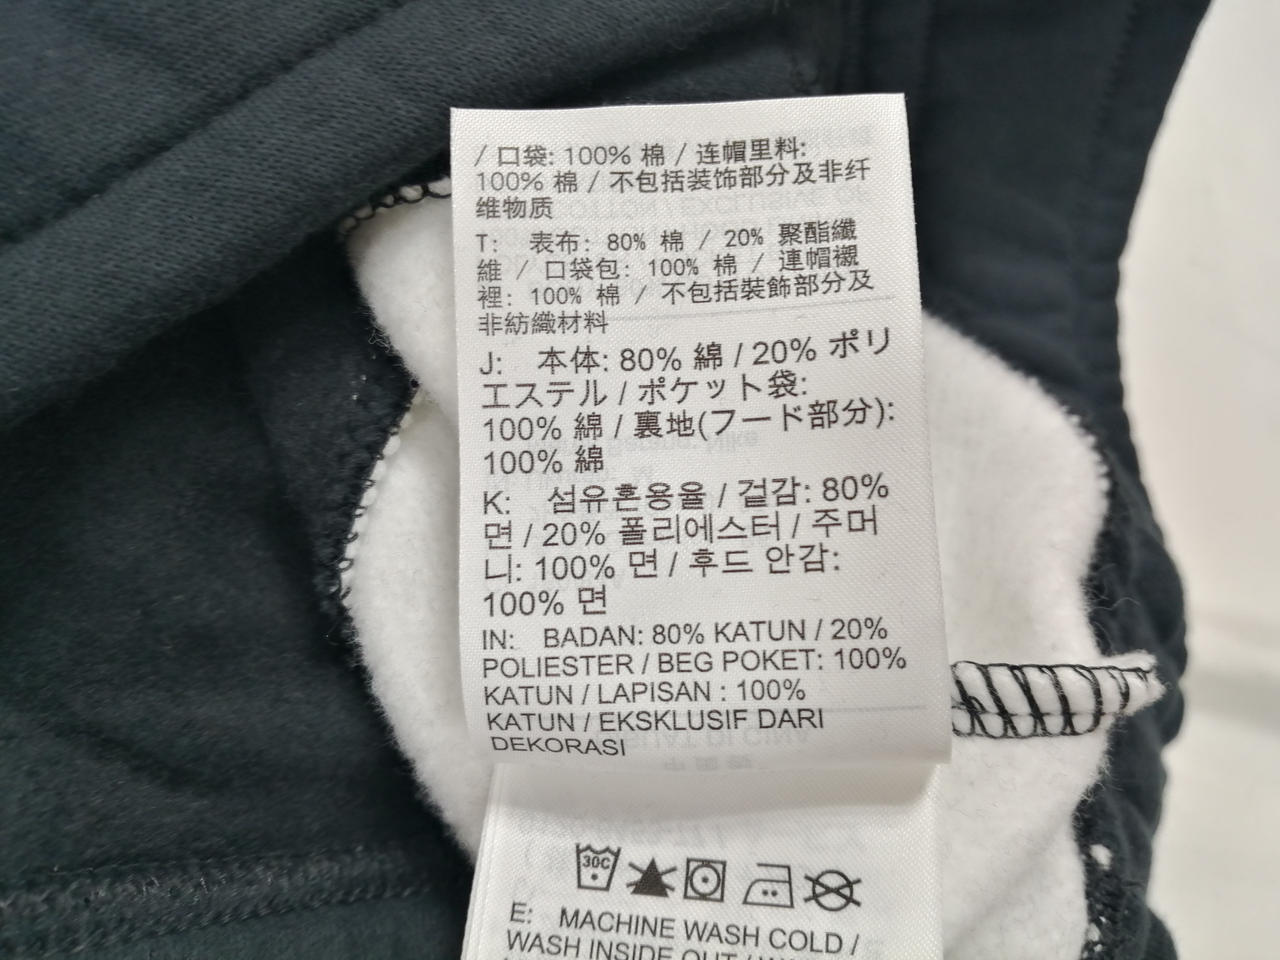 / 口袋: 100% 棉 / 连帽里料:
100% 棉 / 不包括装饰部分及非纤
维物质
T: 表布: 80% 棉 / 20% 聚酯纖
維 / 口袋包: 100% 棉 / 連帽襯
裡: 100% 棉 / 不包括裝飾部分及
非紡織材料
J: 本体: 80% 綿 / 20% ポリ
エステル / ポケット袋:
100% 綿 / 裏地(フード部分):
100% 綿
K: 섬유혼용율 / 겉감: 80%
면 / 20% 폴리에스터 / 주머
니: 100% 면 / 후드 안감:
100% 면
IN: BADAN: 80% KATUN / 20%
POLIESTER / BEG POKET: 100%
KATUN / LAPISAN : 100%
KATUN / EKSKLUSIF DARI
DEKORASI
30C
E: MACHINE WASH COLD /
WASH INSIDE OUT /